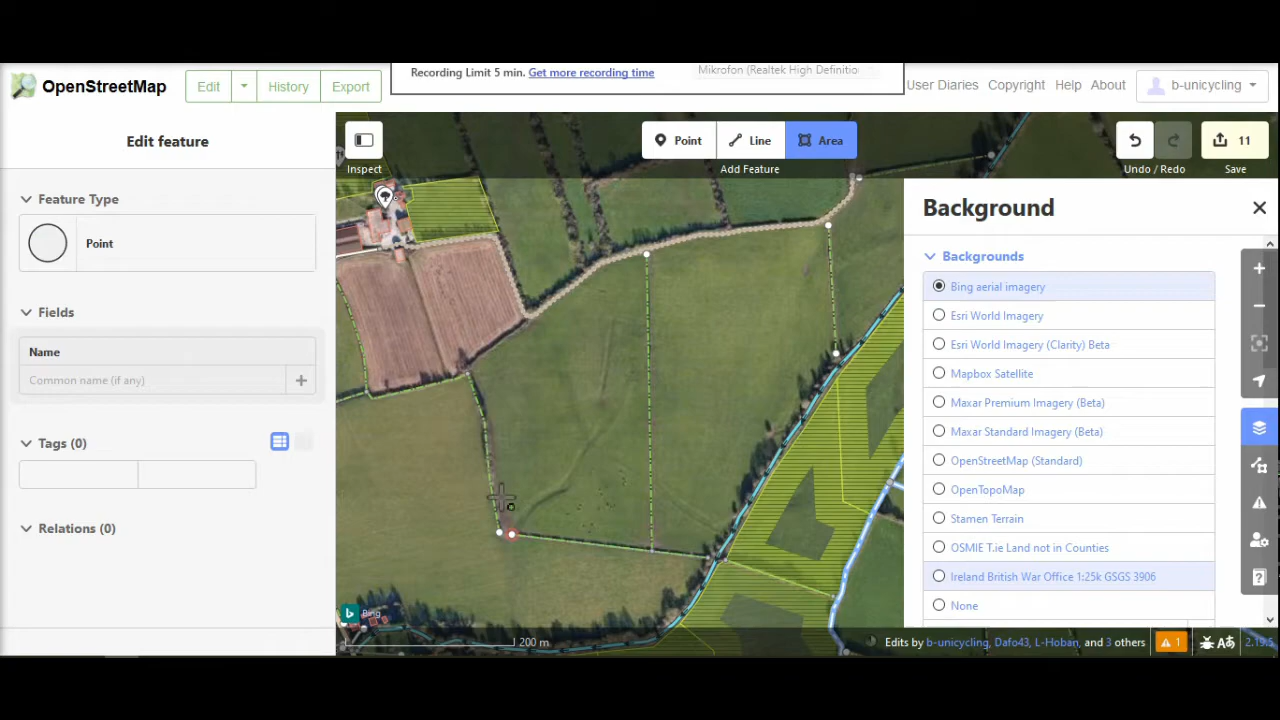 Recording Limit 5 min. Get more recording time
Mikrofon (Realtek High Definitio
OpenStreetMap
Edit
History
Export
User Diaries
Copyright
Help
About
b-unicycling
Edit feature
Inspect
Point
Line
Area
Add Feature
Undo / Redo
11
Save
Feature Type
Point
Fields
Name
Common name (if any)
Tags (0)
Relations (0)
Background
Backgrounds
Bing aerial imagery
Esri World Imagery
Esri World Imagery (Clarity) Beta
Mapbox Satellite
Maxar Premium Imagery (Beta)
Maxar Standard Imagery (Beta)
OpenStreetMap (Standard)
OpenTopoMap
Stamen Terrain
OSMIE T.ie Land not in Counties
Ireland British War Office 1:25k GSGS 3906
None
Bing
200 m
Edits by b-unicycling, Dafo43, L-Hoban, and 3 others
1
2.19.5